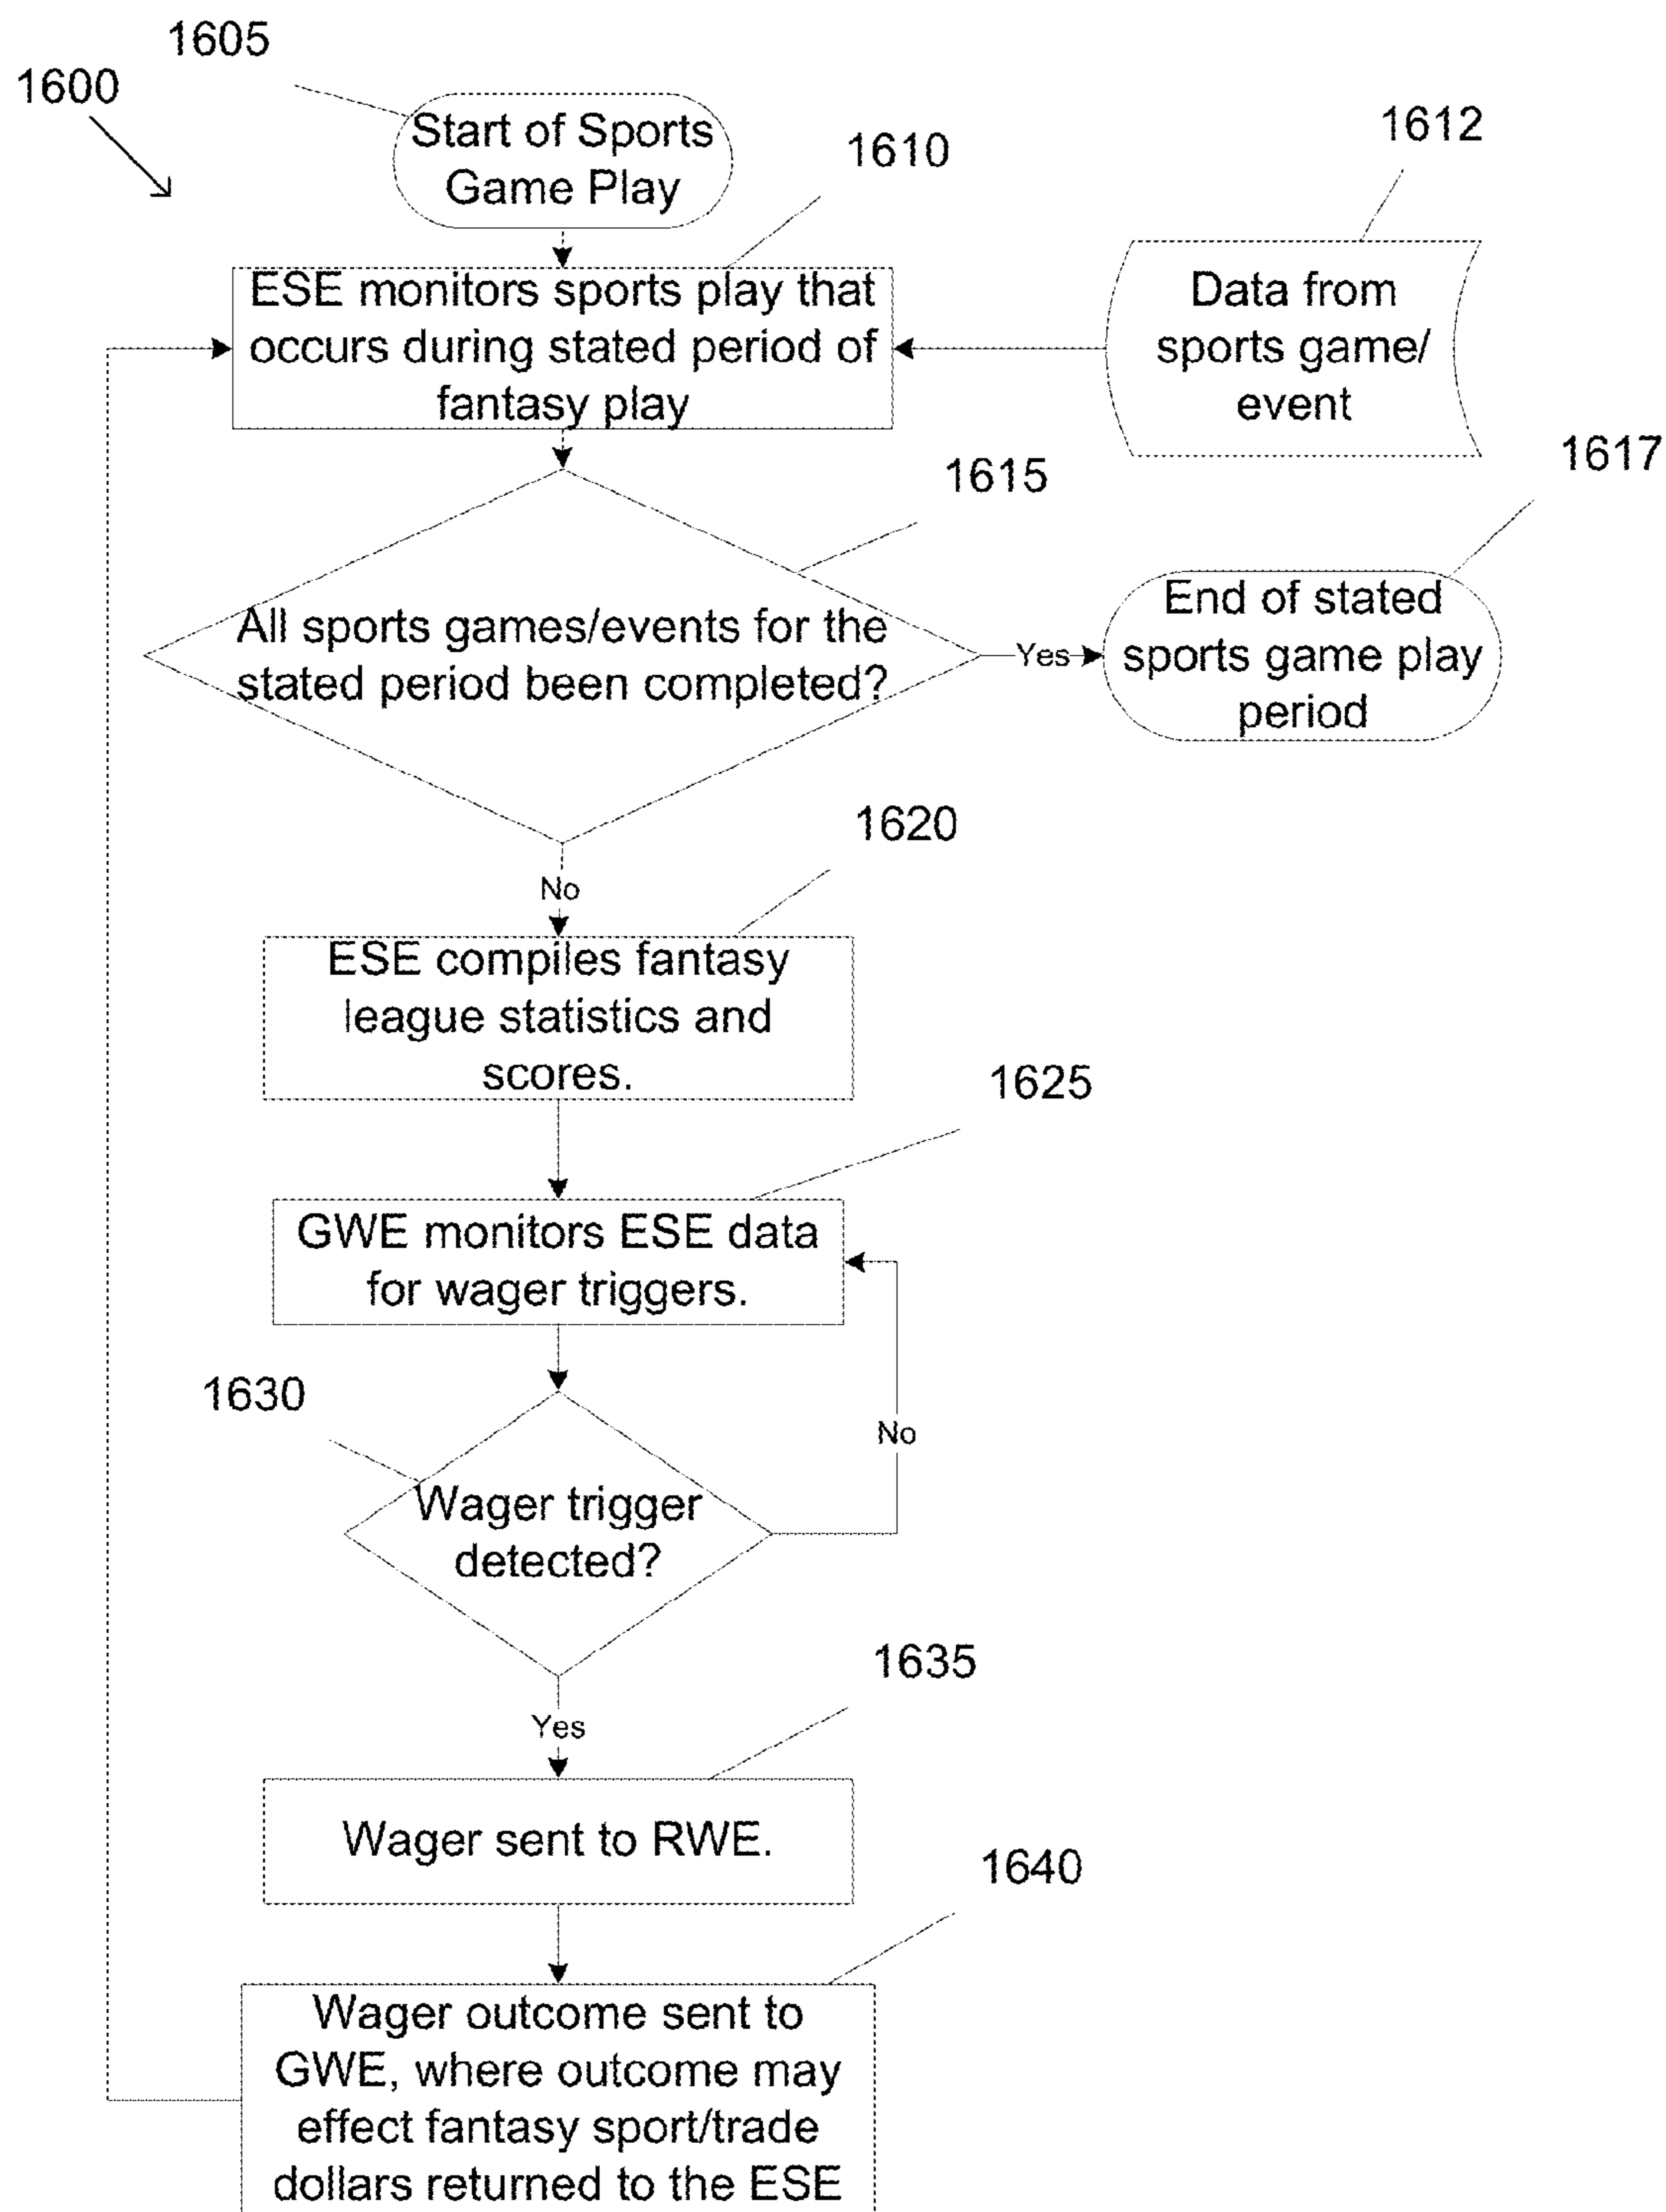 1605
1600
Start of Sports
Game Play
1610
1612
ESE monitors sports play that
occurs during stated period of
fantasy play
Data from
sports game/
event
1617
1615
All sports games/events for the
stated period been completed?
Yes
End of stated
sports game play
period
No
1620
ESE compiles fantasy
league statistics and
scores.
1625
GWE monitors ESE data
for wager triggers.
1630
No
Wager trigger
detected?
1635
Yes
Wager sent to RWE.
1640
Wager outcome sent to
GWE, where outcome may
effect fantasy sport/trade
dollars returned to the ESE